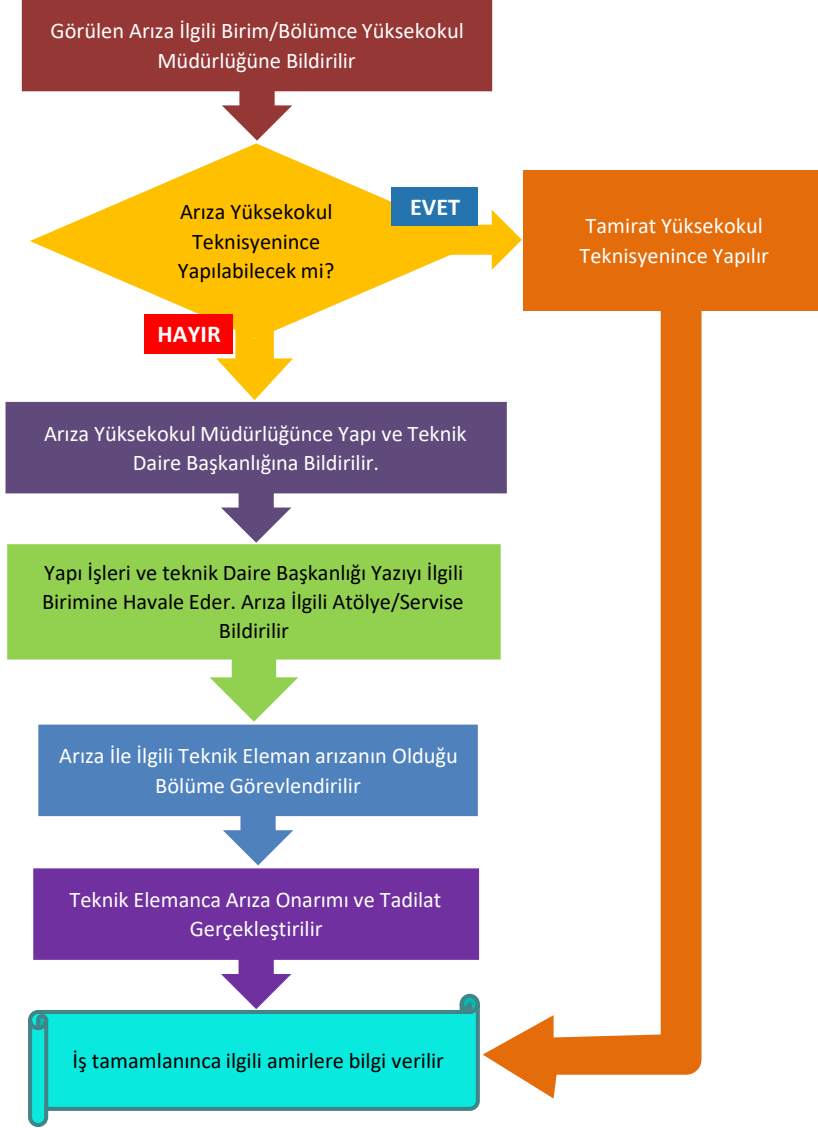 Görülen Arıza İlgili Birim/Bölümce Yüksekokul
Müdürlüğüne Bildirilir
Arıza Yüksekokul
Teknisyenince
Yapılabilecek mi?
EVET
Tamirat Yüksekokul
Teknisyenince Yapılır
HAYIR
Arıza Yüksekokul Müdürlüğünce Yapı ve Teknik
Daire Başkanlığına Bildirilir.
Yapı İşleri ve teknik Daire Başkanlığı Yazıyı İlgili
Birimine Havale Eder. Arıza İlgili Atölye/Servise
Bildirilir
Arıza İle İlgili Teknik Eleman arızanın Olduğu
Bölüme Görevlendirilir
Teknik Elemanca Arıza Onarımı ve Tadilat
Gerçekleştirilir
İş tamamlanınca ilgili amirlere bilgi verilir